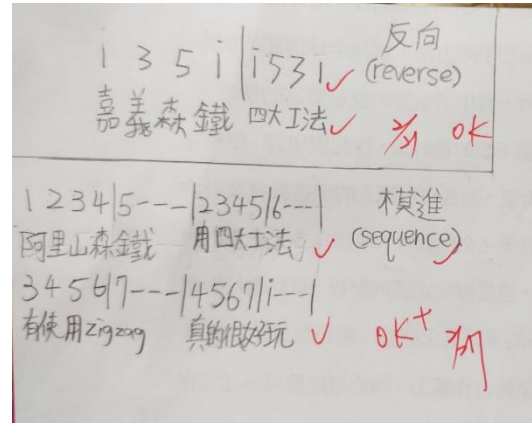 i 3 5 i | i 5 3 1 ✓ 反向
(reverse)
嘉義森鐵 四大工法 ✓ 2/21 OK
1 2 3 4 | 5 - - - | 2 3 4 5 | 6 - - - | 模進
阿里山森鐵 用四大工法 ✓ (sequence) ✓
3 4 5 6 | 7 - - - | 4 5 6 7 | i - - - |
有使用zigzag 真的很好玩 ✓ OK+